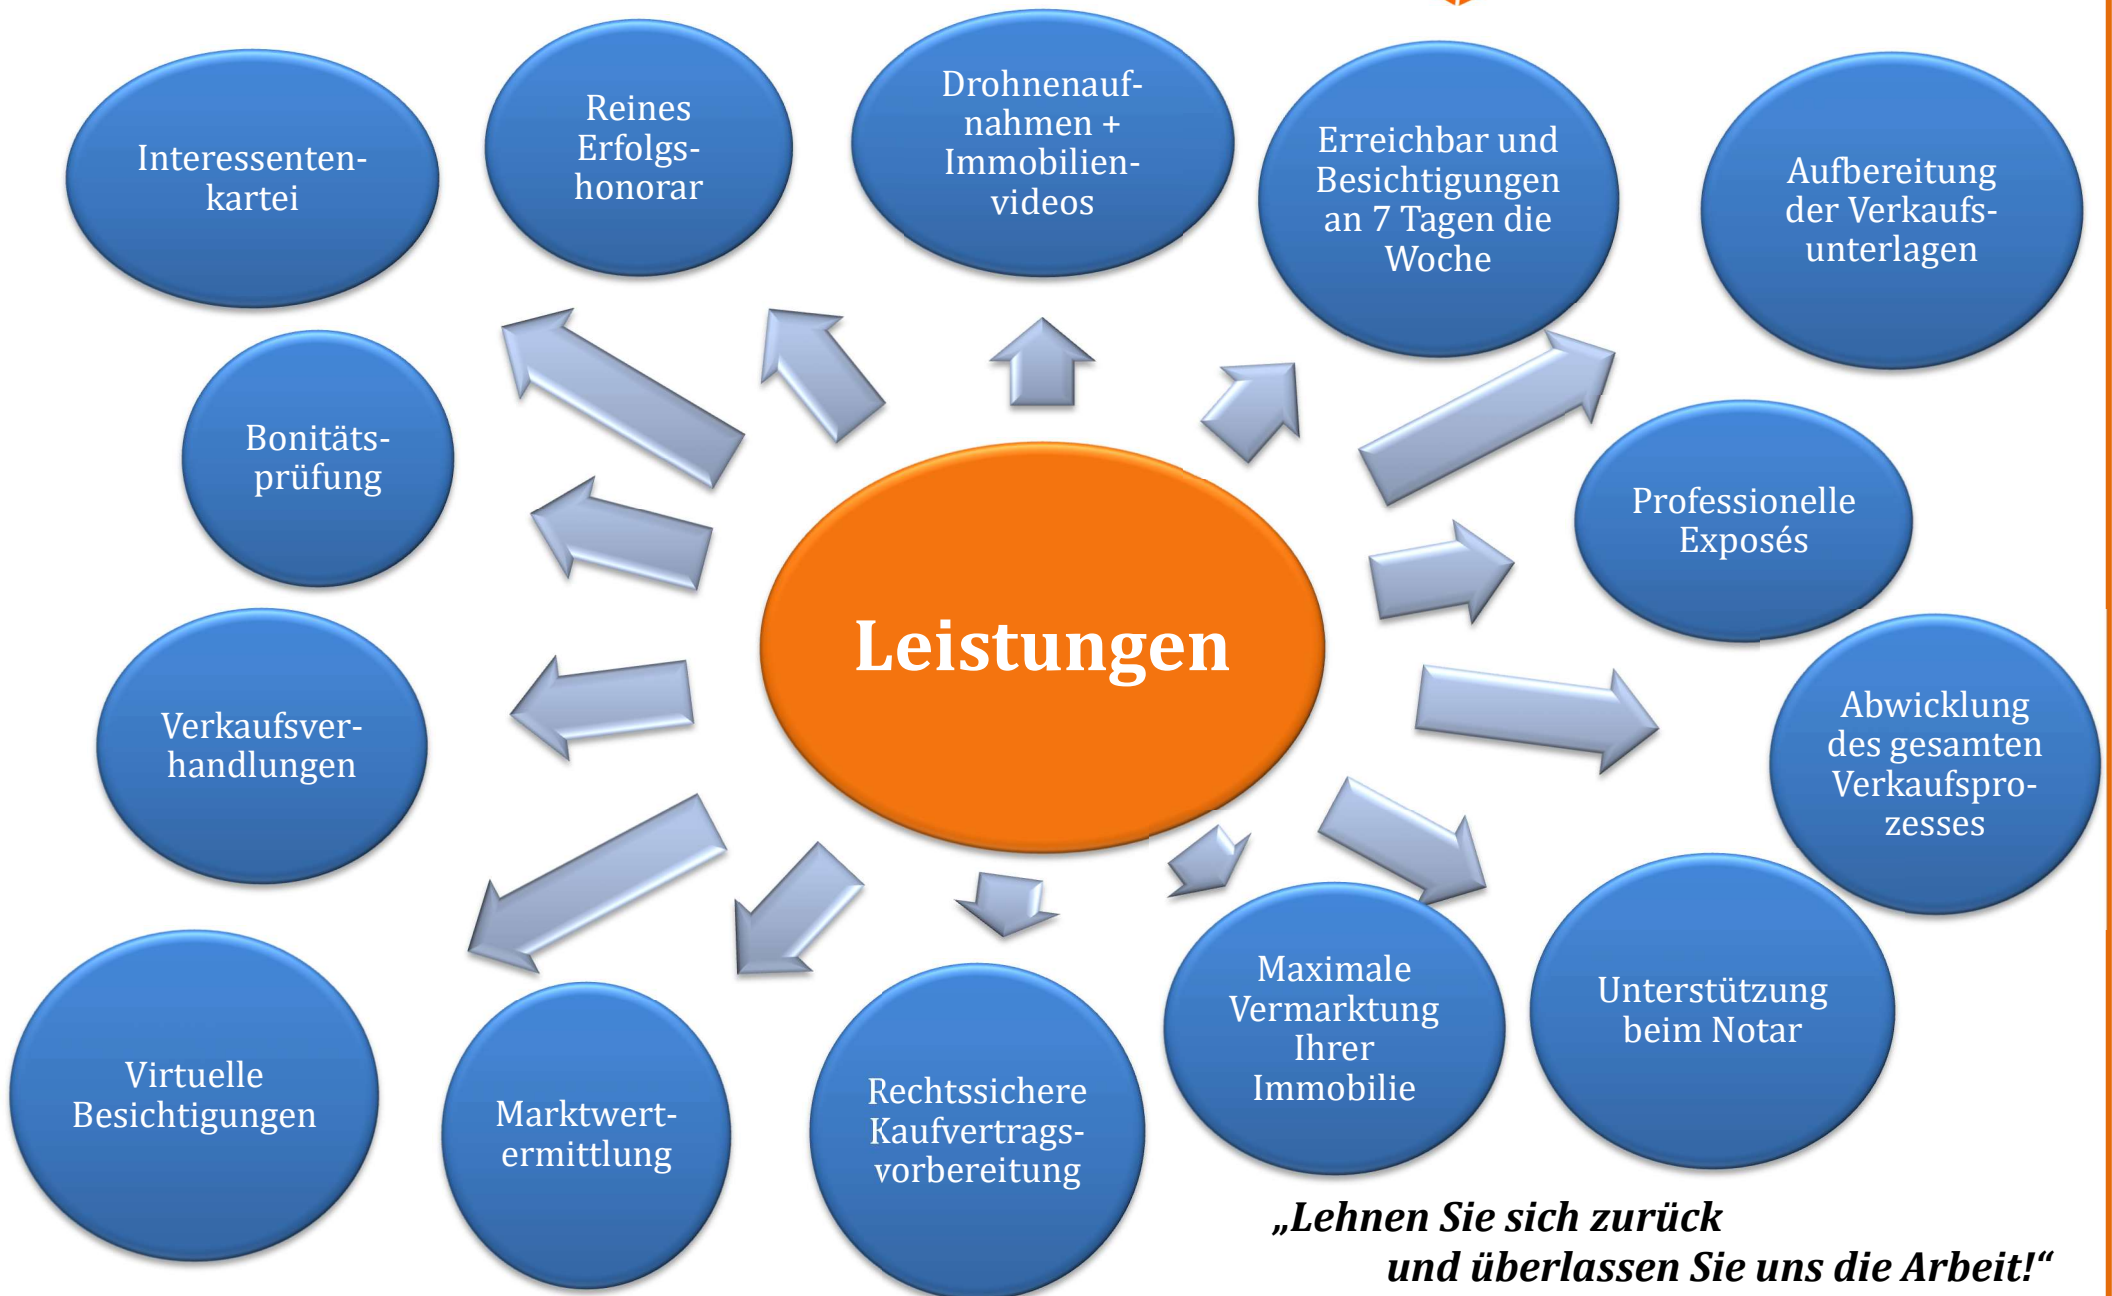 Interessenten-
kartei
Reines
Erfolgs-
honorar
Drohnenauf-
nahmen +
Immobilien-
videos
Erreichbar und
Besichtigungen
an 7 Tagen die
Woche
Aufbereitung
der Verkaufs-
unterlagen
Bonitäts-
prüfung
Professionelle
Exposés
Leistungen
Verkaufsver-
handlungen
Abwicklung
des gesamten
Verkaufspro-
zesses
Virtuelle
Besichtigungen
Marktwert-
ermittlung
Rechtssichere
Kaufvertrags-
vorbereitung
Maximale
Vermarktung
Ihrer
Immobilie
Unterstützung
beim Notar
„Lehnen Sie sich zurück
und überlassen Sie uns die Arbeit!“